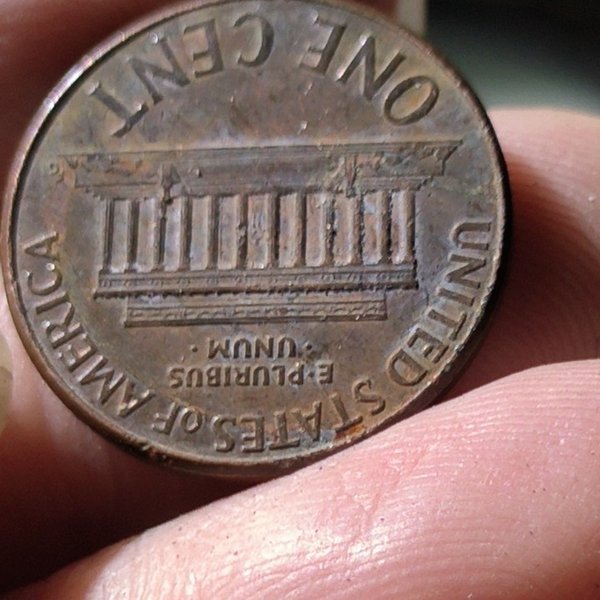 UNITED STATES OF AMERICA
E·PLURIBUS
·UNUM·
ONE CENT